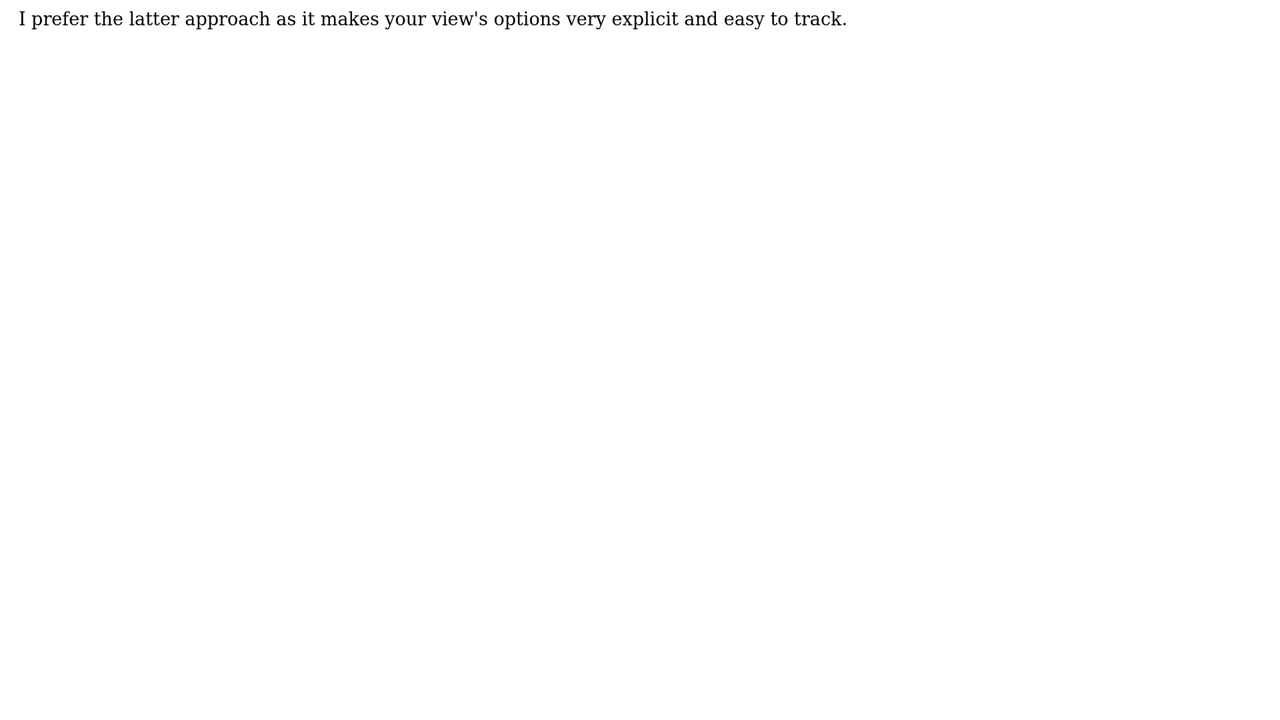 I prefer the latter approach as it makes your view's options very explicit and easy to track.